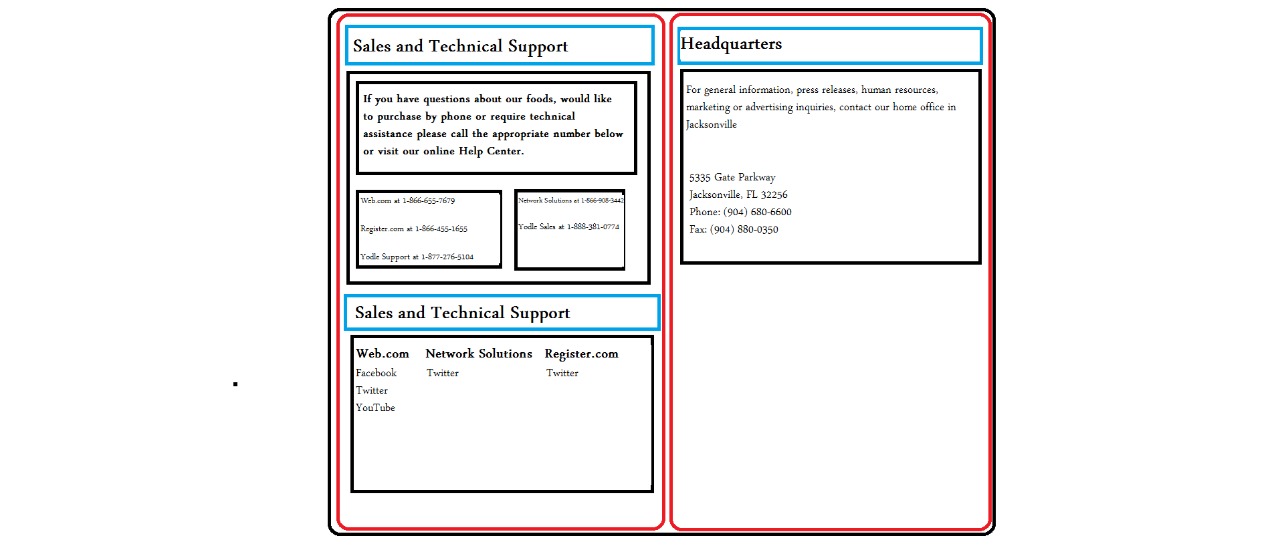 Sales and Technical Support
If you have questions about our foods, would like
to purchase by phone or require technical
assistance please call the appropriate number below
or visit our online Help Center.
Web.com at 1-866-655-7679
Register.com at 1-866-455-1655
Yodle Support at 1-877-276-5104
Network Solutions at 1-866-908-3442
Yodle Sales at 1-888-381-0774
Sales and Technical Support
Web.com
Facebook
Twitter
YouTube
Network Solutions
Twitter
Register.com
Twitter
Headquarters
For general information, press releases, human resources,
marketing or advertising inquiries, contact our home office in
Jacksonville
5335 Gate Parkway
Jacksonville, FL 32256
Phone: (904) 680-6600
Fax: (904) 880-0350